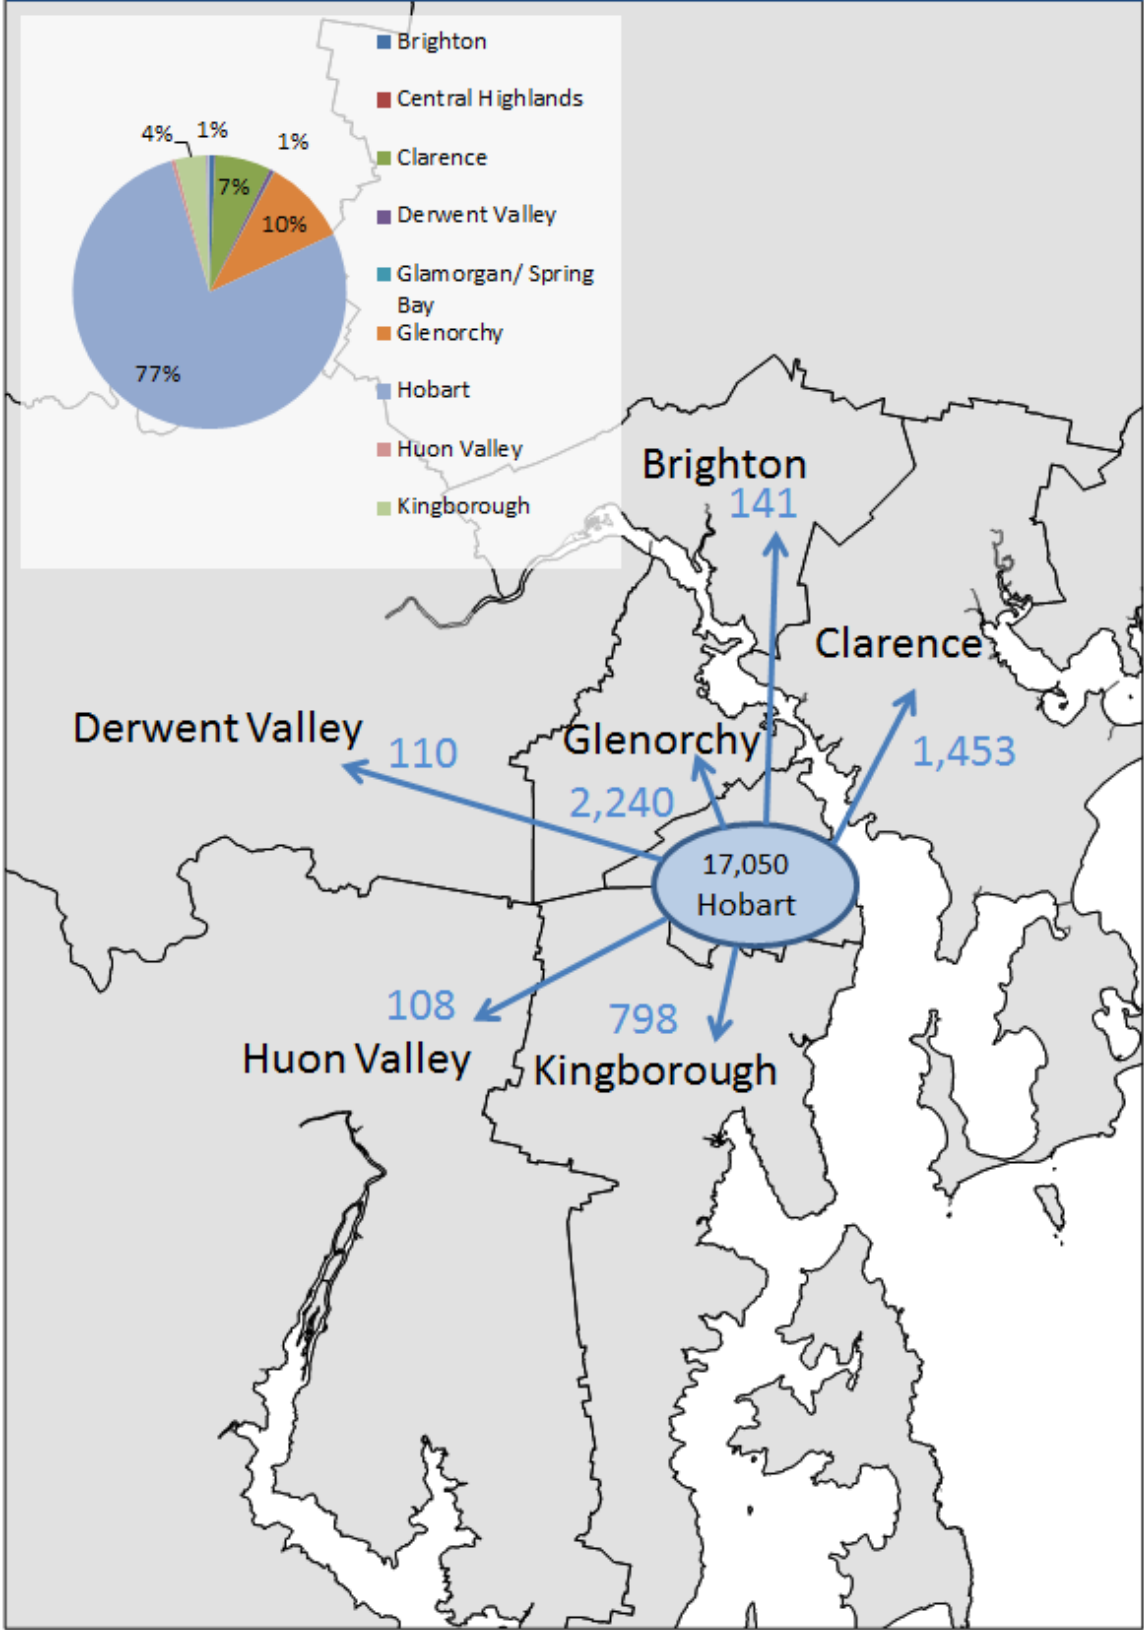 Brighton
Central Highlands
Clarence
Derwent Valley
Glamorgan/ Spring
Bay
Glenorchy
Hobart
Huon Valley
Kingborough
4%
1%
1%
7%
10%
77%
Brighton
141
Clarence
1,453
Derwent Valley
110
Glenorchy
2,240
17,050
Hobart
108
Huon Valley
798
Kingborough